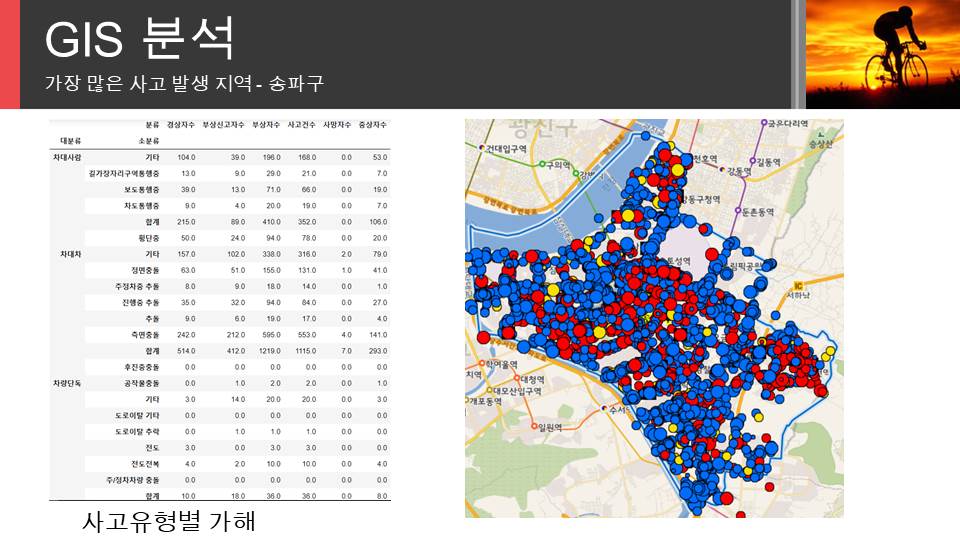 GIS 분석
가장 많은 사고 발생 지역 - 송파구
분류 경상자수 부상신고자수 부상자수 사고건수 사망자수 중상자수
대분류 소분류
차대사람 기타 104.0 39.0 196.0 168.0 0.0 53.0
길가장자리구역통행중 13.0 9.0 29.0 21.0 0.0 7.0
보도통행중 39.0 13.0 71.0 66.0 0.0 19.0
차도통행중 9.0 4.0 20.0 19.0 0.0 7.0
합계 215.0 89.0 410.0 352.0 0.0 106.0
횡단중 50.0 24.0 94.0 78.0 0.0 20.0
차대차 기타 157.0 102.0 338.0 316.0 2.0 79.0
정면충돌 63.0 51.0 155.0 131.0 1.0 41.0
주정차중 추돌 8.0 9.0 18.0 14.0 0.0 1.0
진행중 추돌 35.0 32.0 94.0 84.0 0.0 27.0
추돌 9.0 6.0 19.0 17.0 0.0 4.0
측면충돌 242.0 212.0 595.0 553.0 4.0 141.0
합계 514.0 412.0 1219.0 1115.0 7.0 293.0
후진중충돌 0.0 0.0 0.0 0.0 0.0 0.0
차량단독 공작물충돌 0.0 1.0 2.0 2.0 0.0 1.0
기타 3.0 14.0 20.0 20.0 0.0 3.0
도로이탈 기타 0.0 0.0 0.0 0.0 0.0 0.0
도로이탈 추락 0.0 1.0 1.0 1.0 0.0 0.0
전도 3.0 0.0 3.0 3.0 0.0 0.0
전도전복 4.0 2.0 10.0 10.0 0.0 4.0
주/정차차량 충돌 0.0 0.0 0.0 0.0 0.0 0.0
합계 10.0 18.0 36.0 36.0 0.0 8.0
사고유형별 가해
광진구
굽은다리역
건대입구역
구의역
천호역
길동역
강동역
강동구청역
둔촌동역
승상산
서하남
IC
학여울역
대청역
대모산입구역
개포동역
수서
일원역